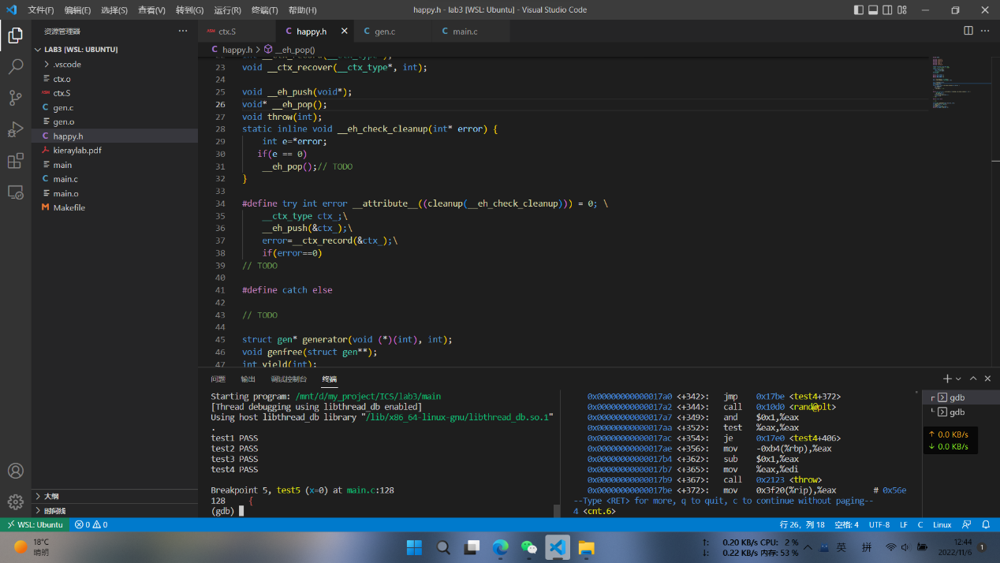 文件(F) 编辑(E) 选择(S) 查看(V) 转到(G) 运行(R) 终端(T) 帮助(H) happy.h - lab3 [WSL: Ubuntu] - Visual Studio Code
资源管理器
LAB3 [WSL: UBUNTU]
.vscode
ctx.o
ASM ctx.S
C gen.c
gen.o
C happy.h
kieraylab.pdf
main
C main.c
main.o
M Makefile
大纲
时间线
ASM ctx.S C happy.h C gen.c C main.c
C happy.h > __eh_pop()
23 void __ctx_recover(__ctx_type*, int);
24
25 void __eh_push(void*);
26 void* __eh_pop();
27 void throw(int);
28 static inline void __eh_check_cleanup(int* error) {
29 int e=*error;
30 if(e == 0)
31 __eh_pop();// TODO
32 }
33
34 #define try int error __attribute__((cleanup(__eh_check_cleanup))) = 0; \
35 __ctx_type ctx_;\
36 __eh_push(&ctx_);\
37 error=__ctx_record(&ctx_);\
38 if(error==0)
39 // TODO
40
41 #define catch else
42
43 // TODO
44
45 struct gen* generator(void (*)(int), int);
46 void genfree(struct gen**);
47 int yield(int);
问题 输出 调试控制台 终端
Starting program: /mnt/d/my_project/ICS/lab3/main
[Thread debugging using libthread_db enabled]
Using host libthread_db library "/lib/x86_64-linux-gnu/libthread_db.so.1"
.
test1 PASS
test2 PASS
test3 PASS
test4 PASS
Breakpoint 5, test5 (x=0) at main.c:128
128 {
(gdb)
0x00000000000017a0 <+342>: jmp 0x17be <test4+372>
0x00000000000017a2 <+344>: call 0x10d0 <rand@plt>
0x00000000000017a7 <+349>: and $0x1,%eax
0x00000000000017aa <+352>: test %eax,%eax
0x00000000000017ac <+354>: je 0x17e0 <test4+406>
0x00000000000017ae <+356>: mov -0xb4(%rbp),%eax
0x00000000000017b4 <+362>: sub $0x1,%eax
0x00000000000017b7 <+365>: mov %eax,%edi
0x00000000000017b9 <+367>: call 0x2123 <throw>
0x00000000000017be <+372>: mov 0x3f20(%rip),%eax # 0x56e
--Type <RET> for more, q to quit, c to continue without paging--
4 <cnt.6>
gdb
gdb
↑ 0.0 KB/s
↓ 0.0 KB/s
WSL: Ubuntu 0 0 行 26，列 18 空格: 4 UTF-8 LF C Linux
18°C
晴朗
↑: 0.20 KB/s CPU: 2 %
↓: 0.22 KB/s 内存: 53 %
英 拼
12:44
2022/11/6
1